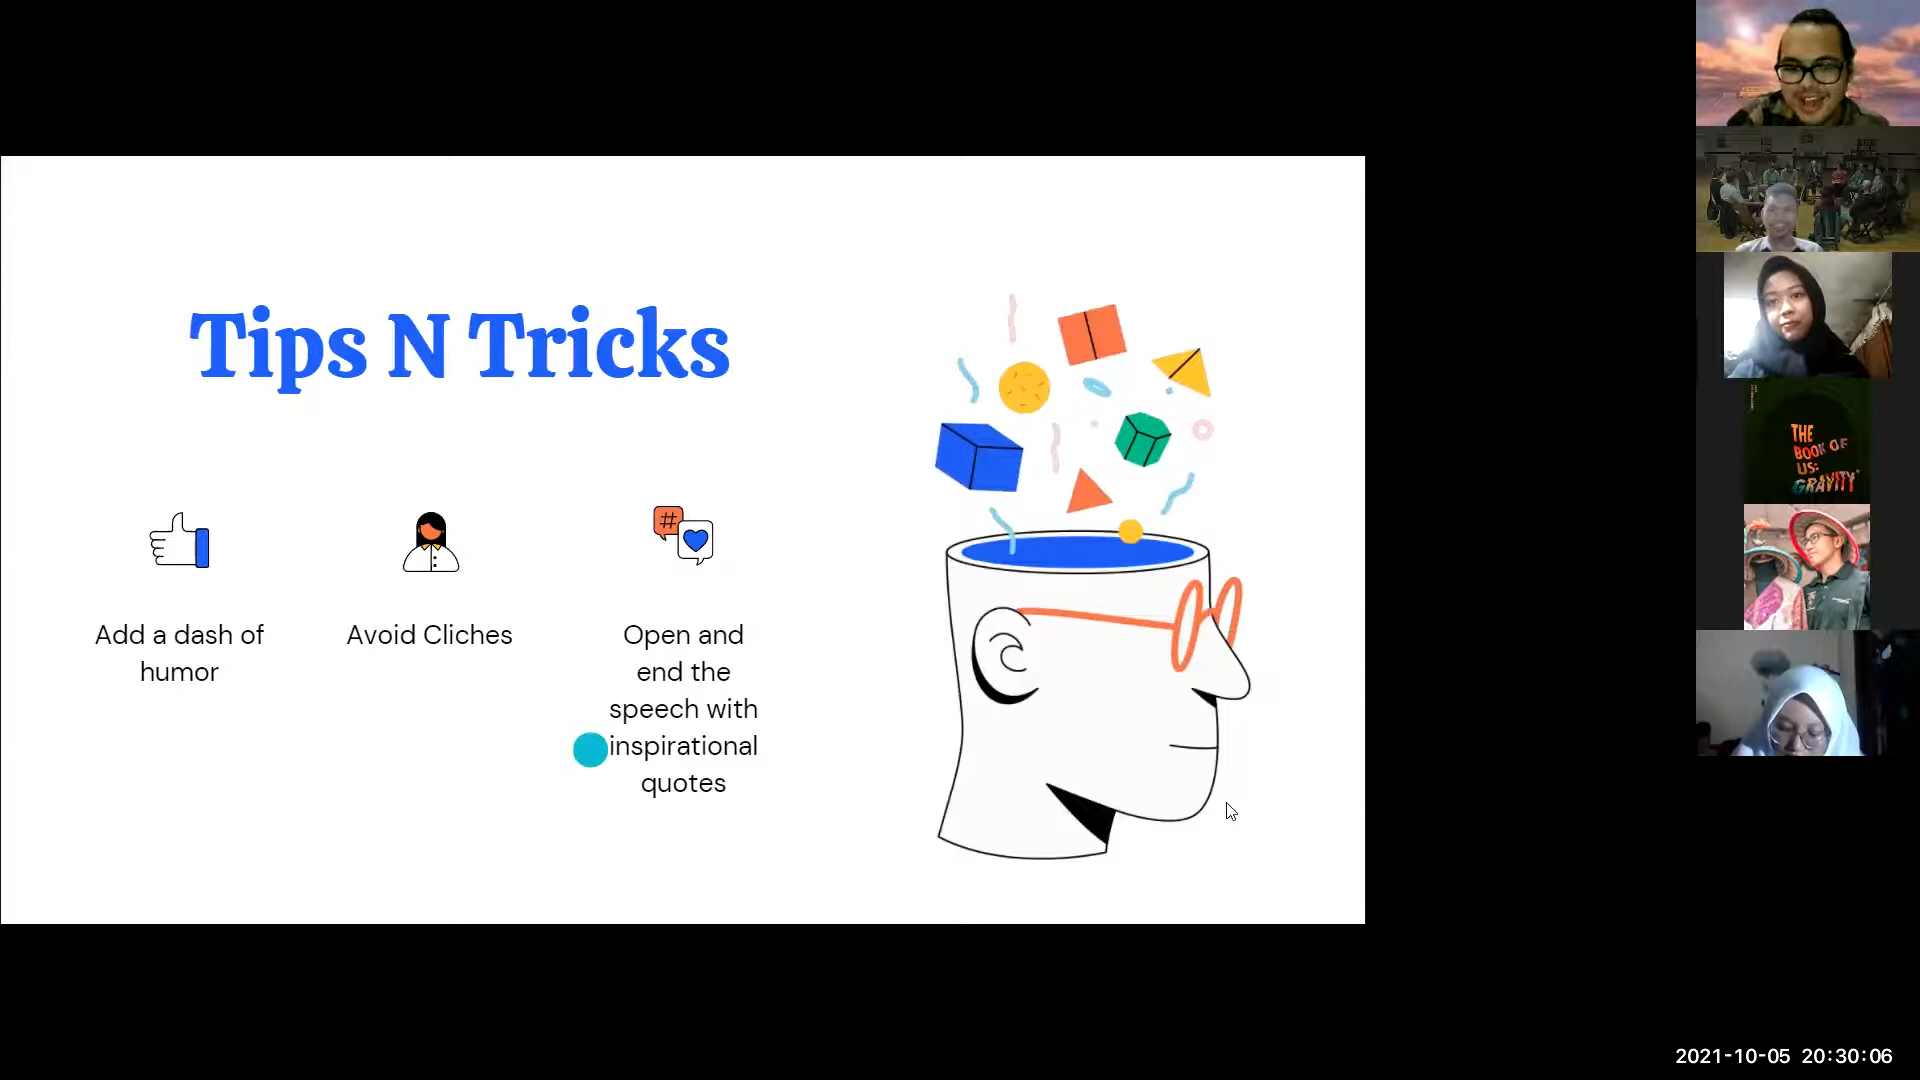 Tips N Tricks
#
Add a dash of
humor
Avoid Cliches
Open and
end the
speech with
inspirational
quotes
THE
BOOK OF
US:
GRAVITY
2021-10-05 20:30:06